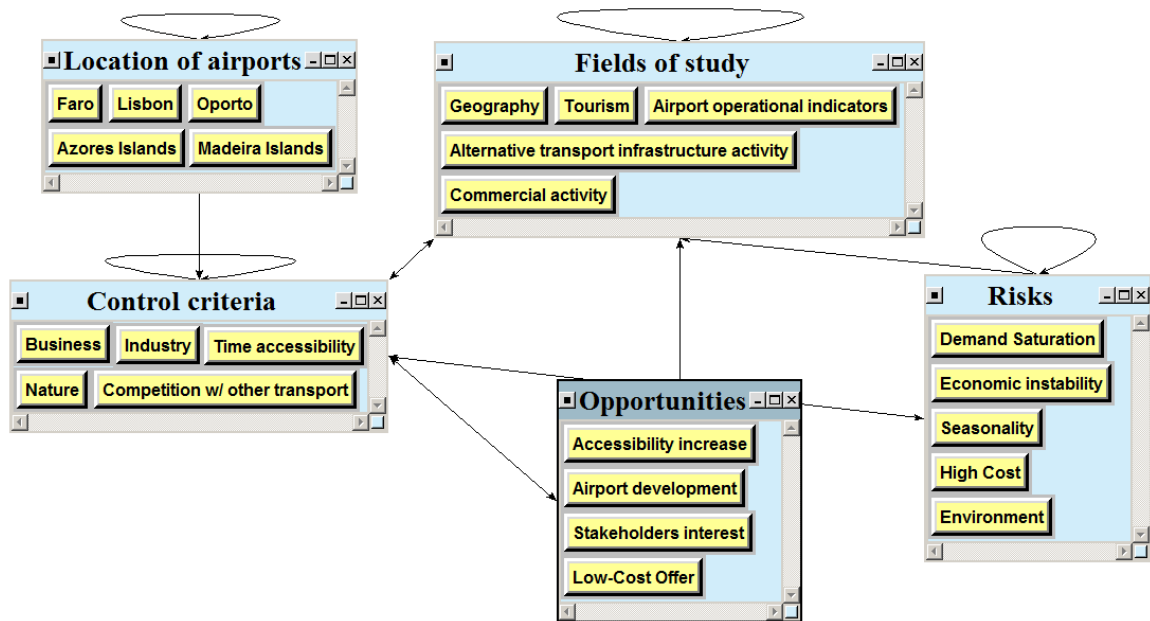 Location of airports
Faro Lisbon Oporto
Azores Islands Madeira Islands
Fields of study
Geography Tourism Airport operational indicators
Alternative transport infrastructure activity
Commercial activity
Control criteria
Business Industry Time accessibility
Nature Competition w/ other transport
Opportunities
Accessibility increase
Airport development
Stakeholders interest
Low-Cost Offer
Risks
Demand Saturation
Economic instability
Seasonality
High Cost
Environment